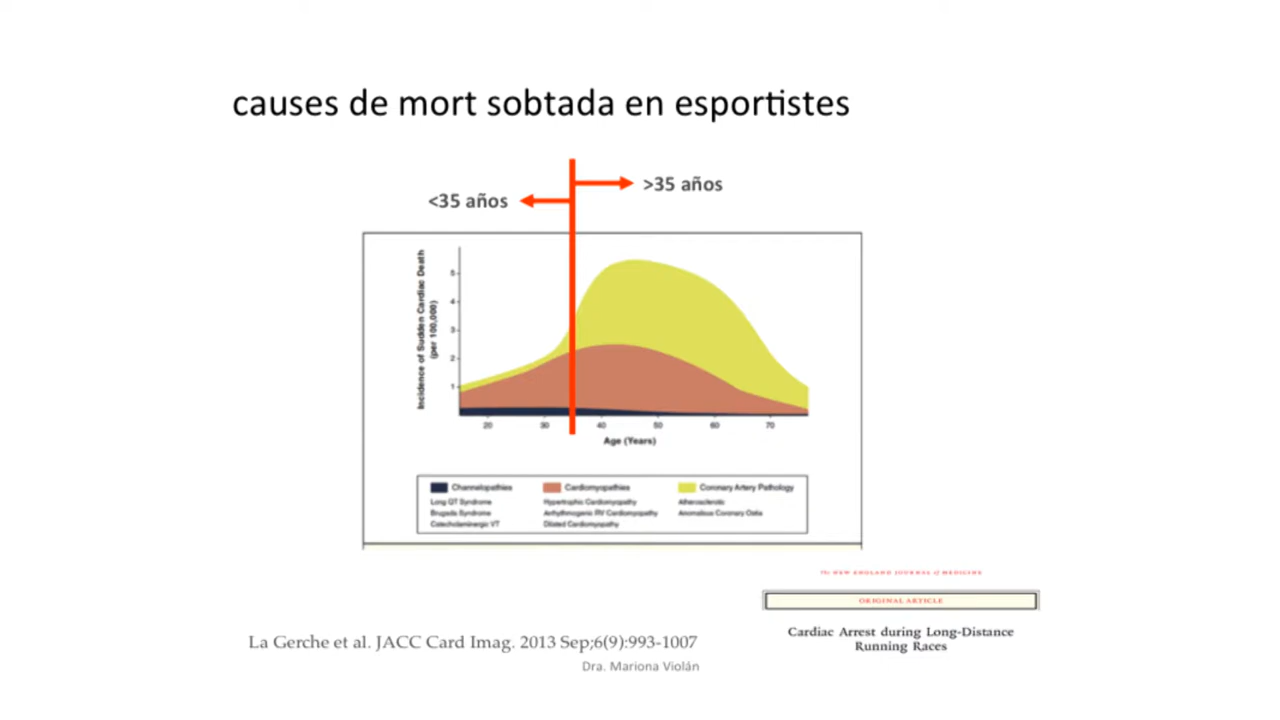 causes de mort sobtada en esportistes
>35 años
<35 años
Incidence of Sudden Cardiac Death
(per 100,000)
5
4
3
2
1
20 30 40 50 60 70
Age (Years)
Channelopathies Cardiomyopathies Coronary Artery Pathology
Long QT Syndrome Hypertrophic Cardiomyopathy Atherosclerotic
Brugada Syndrome Arrhythmogenic RV Cardiomyopathy Anomalous Coronary Ostia
Catecholaminergic VT Dilated Cardiomyopathy
The NEW ENGLAND JOURNAL of MEDICINE
ORIGINAL ARTICLE
Cardiac Arrest during Long-Distance
Running Races
La Gerche et al. JACC Card Imag. 2013 Sep;6(9):993-1007
Dra. Mariona Violán